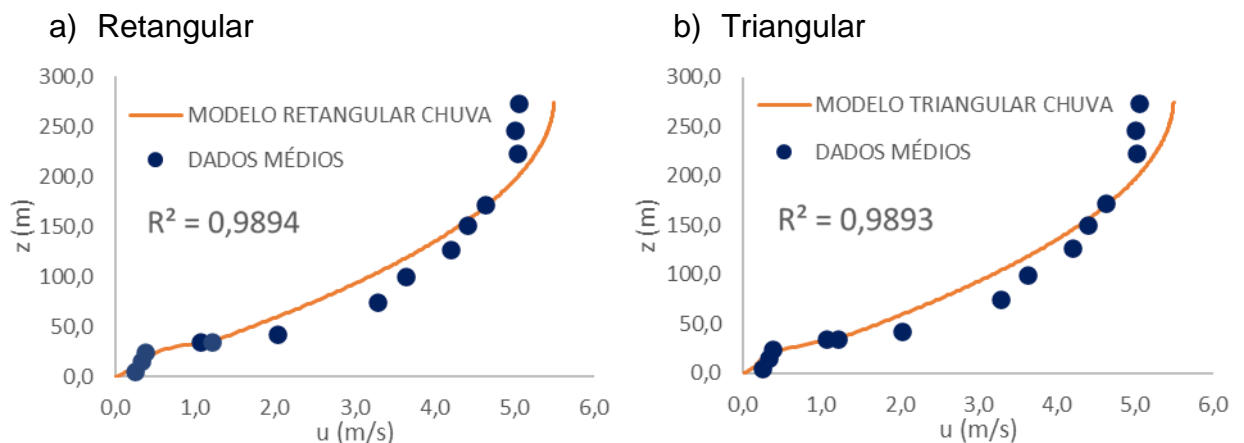 a) Retangular
300,0
250,0
200,0
150,0
100,0
50,0
0,0
z (m)
MODELO RETANGULAR CHUVA
DADOS MÉDIOS
R² = 0,9894
0,0 1,0 2,0 3,0 4,0 5,0 6,0
u (m/s)
b) Triangular
300,0
250,0
200,0
150,0
100,0
50,0
0,0
z (m)
MODELO TRIANGULAR CHUVA
DADOS MÉDIOS
R² = 0,9893
0,0 1,0 2,0 3,0 4,0 5,0 6,0
u (m/s)